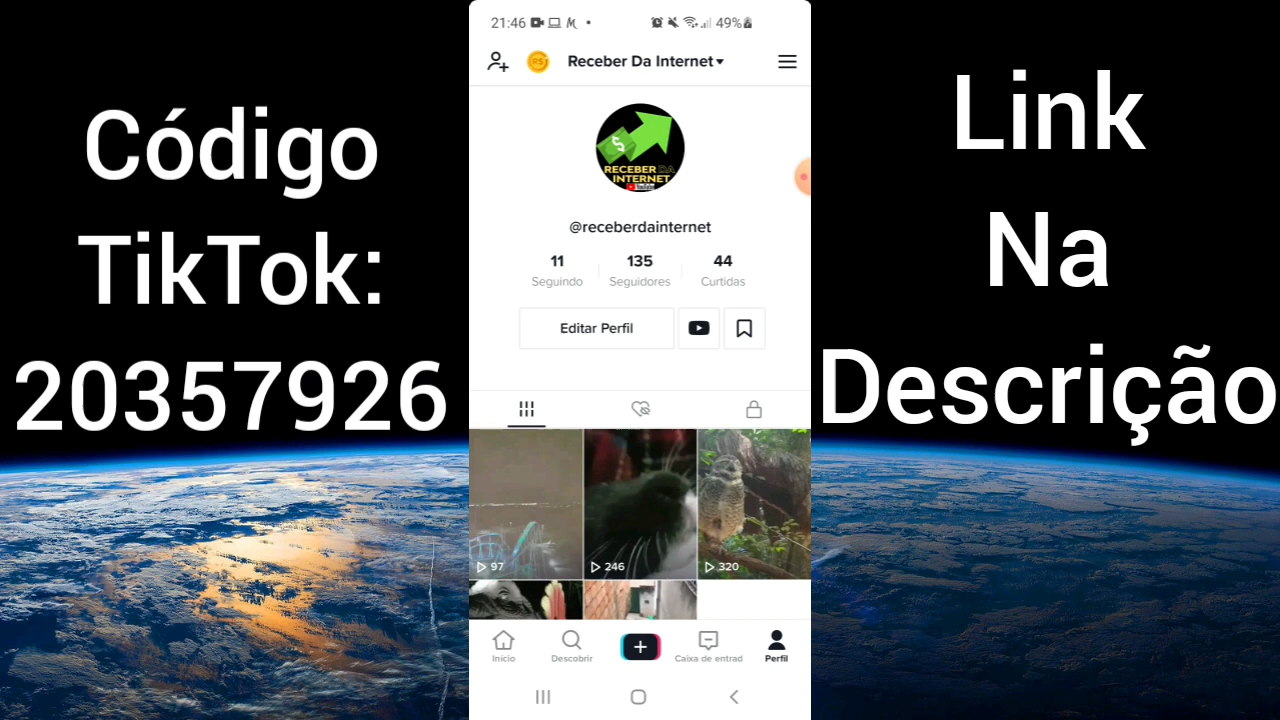 Código
TikTok:
20357926
21:46
49%
R$
Receber Da Internet
$
RECEBER DA
INTERNET
YouTube
@receberdainternet
11
135
44
Seguindo
Seguidores
Curtidas
Editar Perfil
97
246
320
Início
Descobrir
Caixa de entrad
Perfil
Link
Na
Descrição